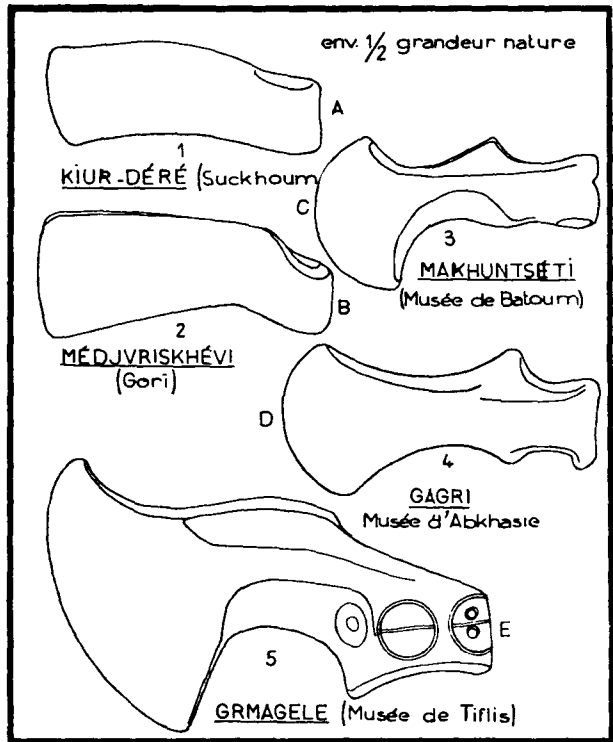 env. 1/2 grandeur nature
A
1
KIUR-DÉRÉ (Suckhoum
C
3
MAKHUNTSÉTI
(Musée de Batoum)
B
2
MÉDJVRISKHÉVI
(Gori)
D
4
GAGRI
Musée d'Abkhasie
E
5
GRMAGELE (Musée de Tiflis)